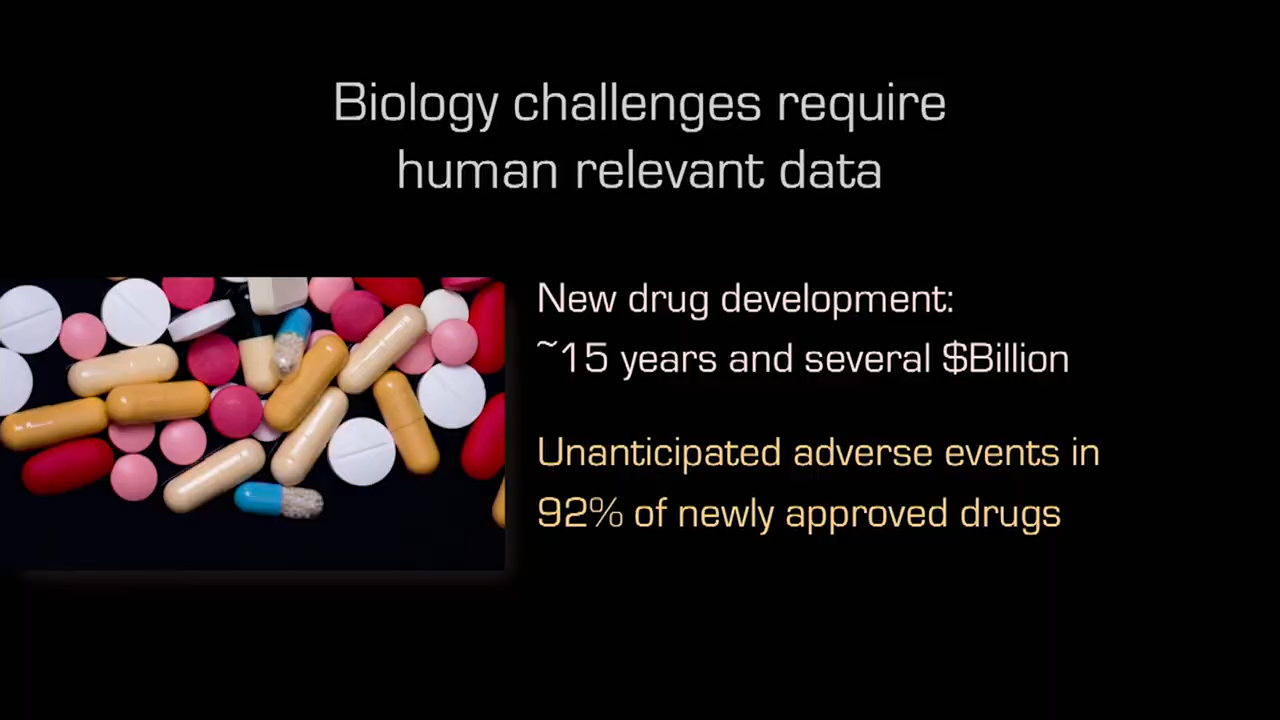 Biology challenges require
human relevant data
New drug development:
~15 years and several $Billion
Unanticipated adverse events in
92% of newly approved drugs